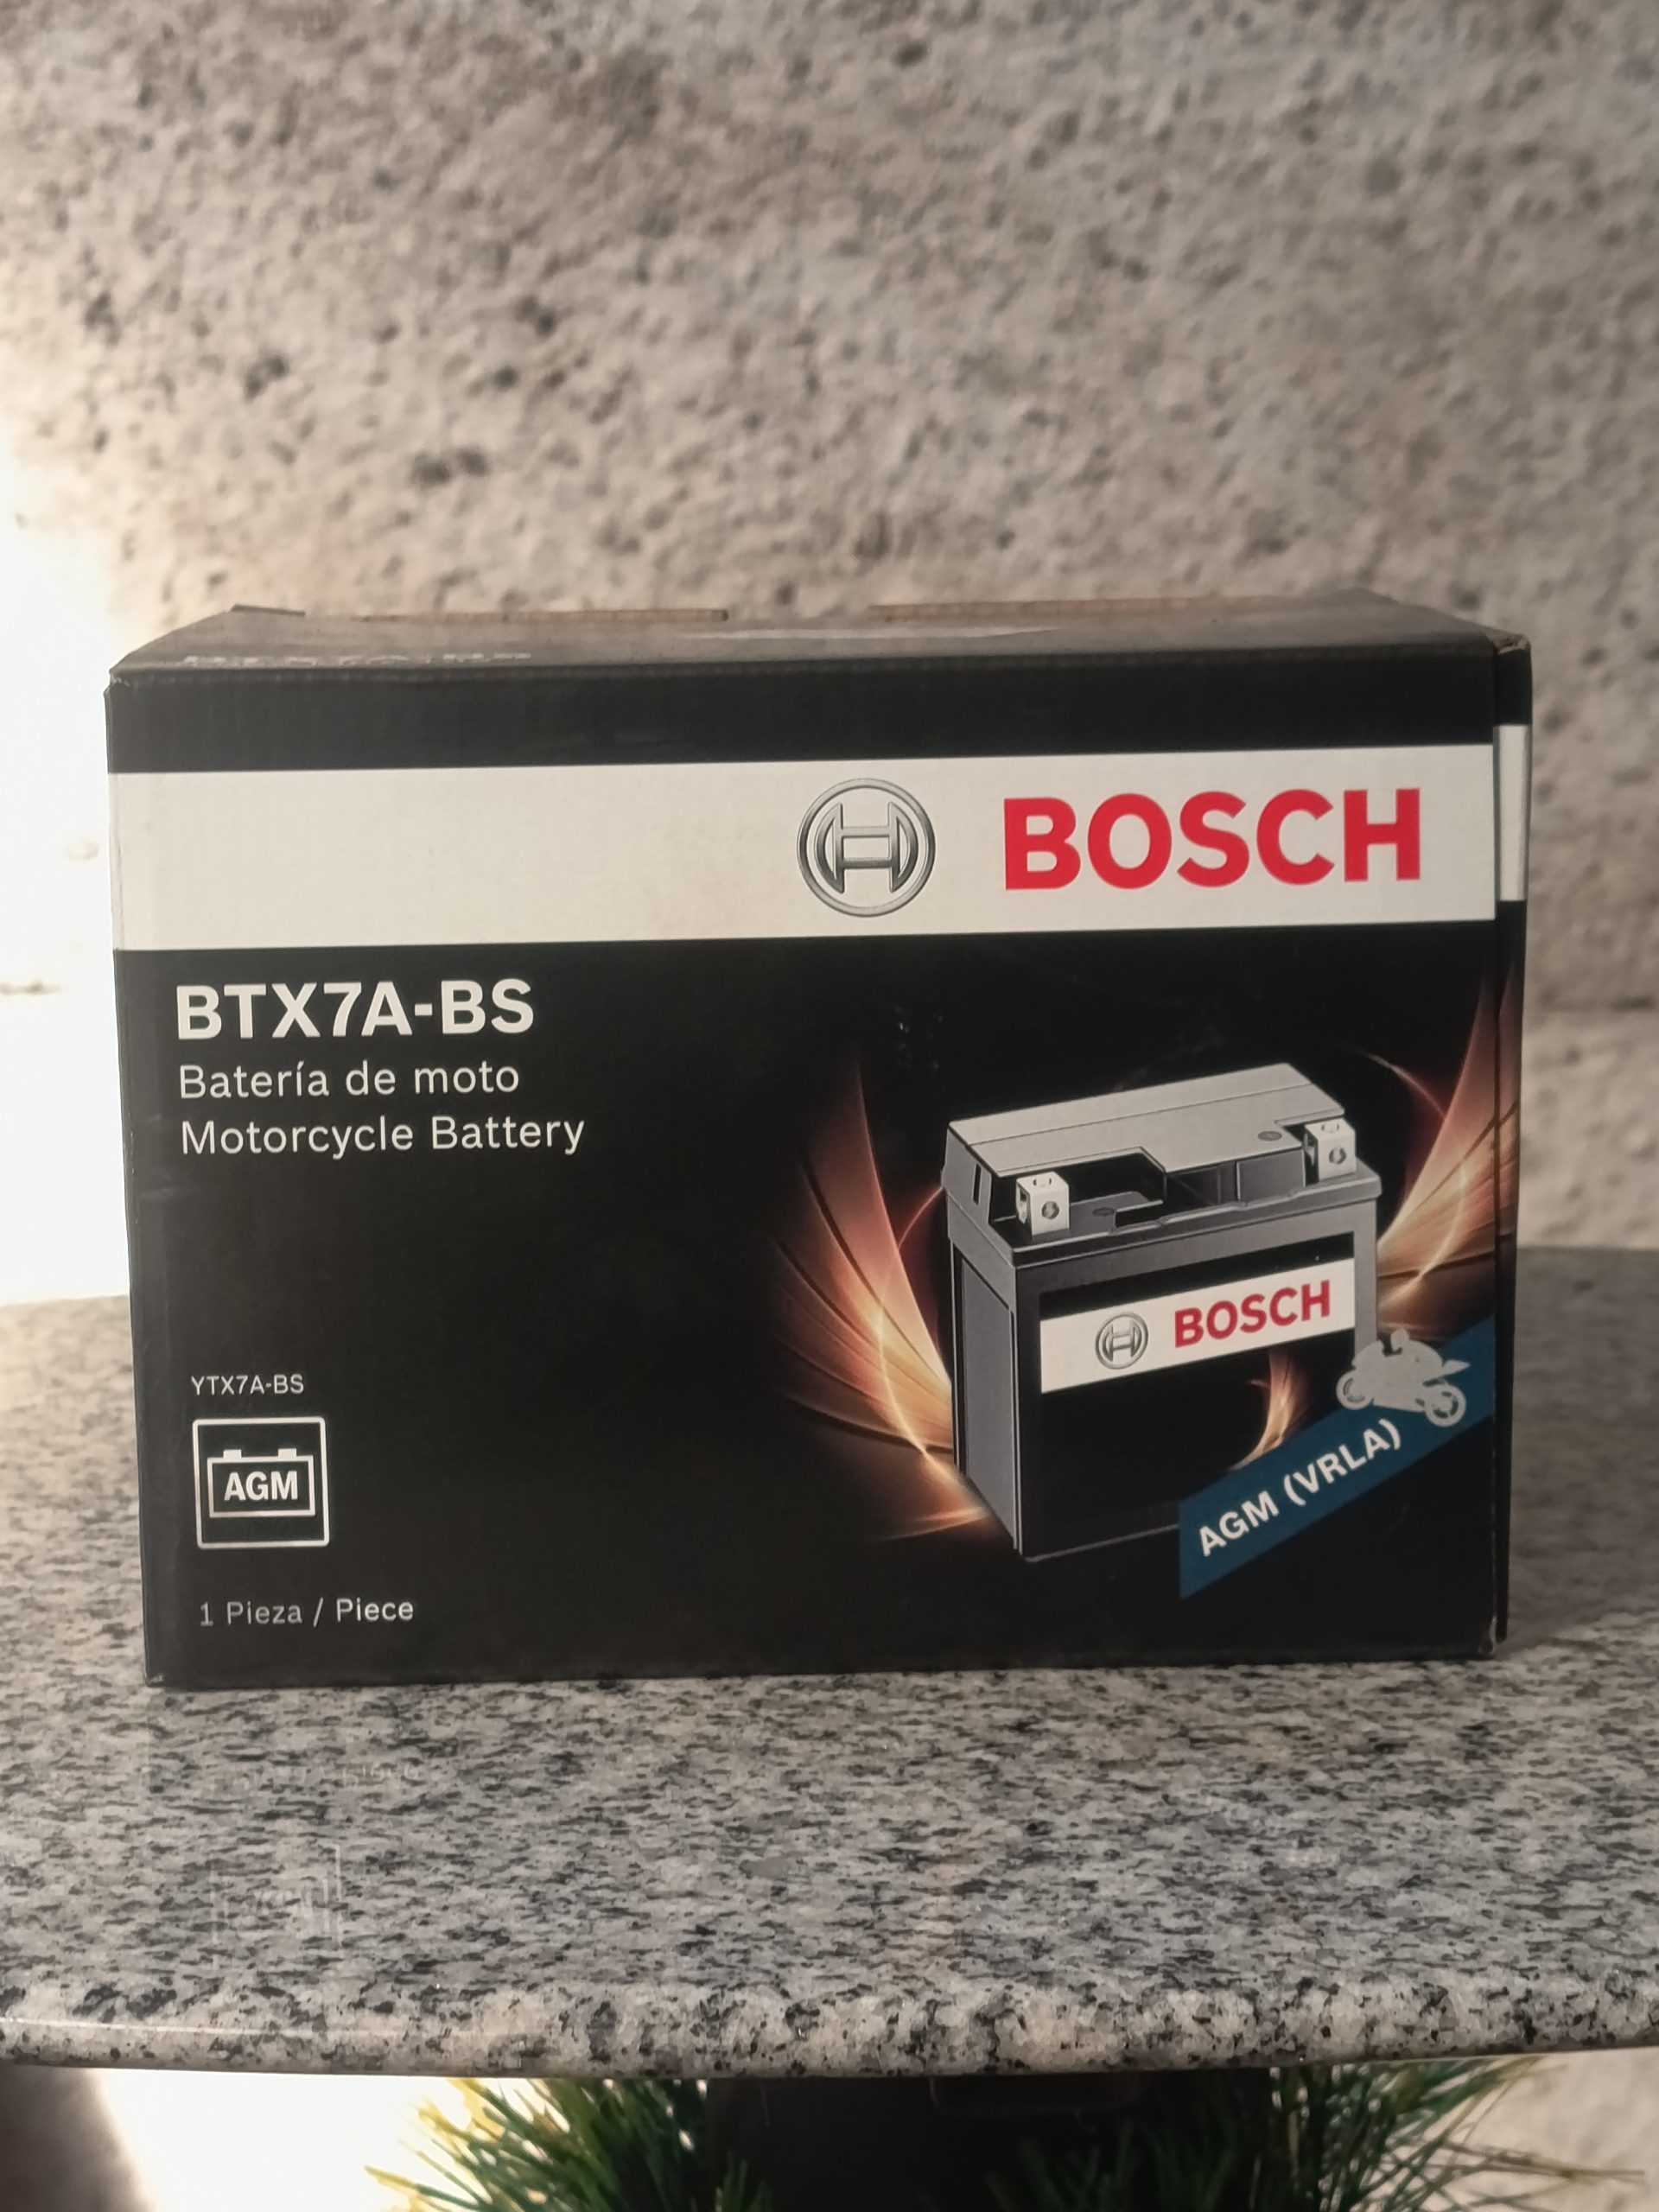 BOSCH
BTX7A-BS
Batería de moto
Motorcycle Battery
BOSCH
YTX7A-BS
AGM (VRLA)
AGM
1 Pieza / Piece